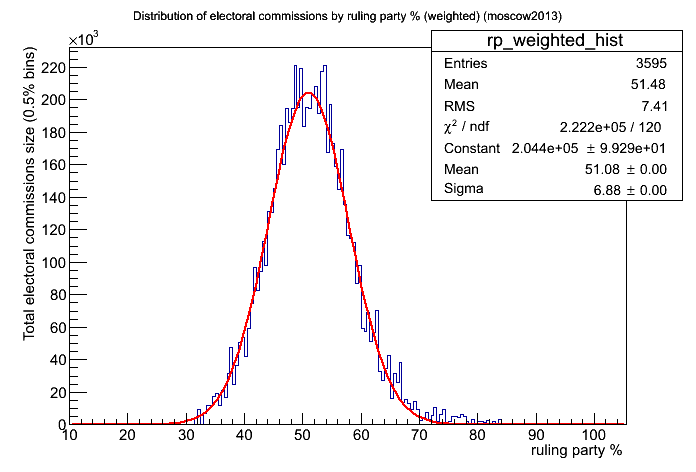 Distribution of electoral commissions by ruling party % (weighted) (moscow2013)
×10³
rp_weighted_hist
Entries 3595
Mean 51.48
RMS 7.41
χ² / ndf 2.222e+05 / 120
Constant 2.044e+05 ± 9.929e+01
Mean 51.08 ± 0.00
Sigma 6.88 ± 0.00
Total electoral commissions size (0.5% bins)
220
200
180
160
140
120
100
80
60
40
20
0
10 20 30 40 50 60 70 80 90 100
ruling party %